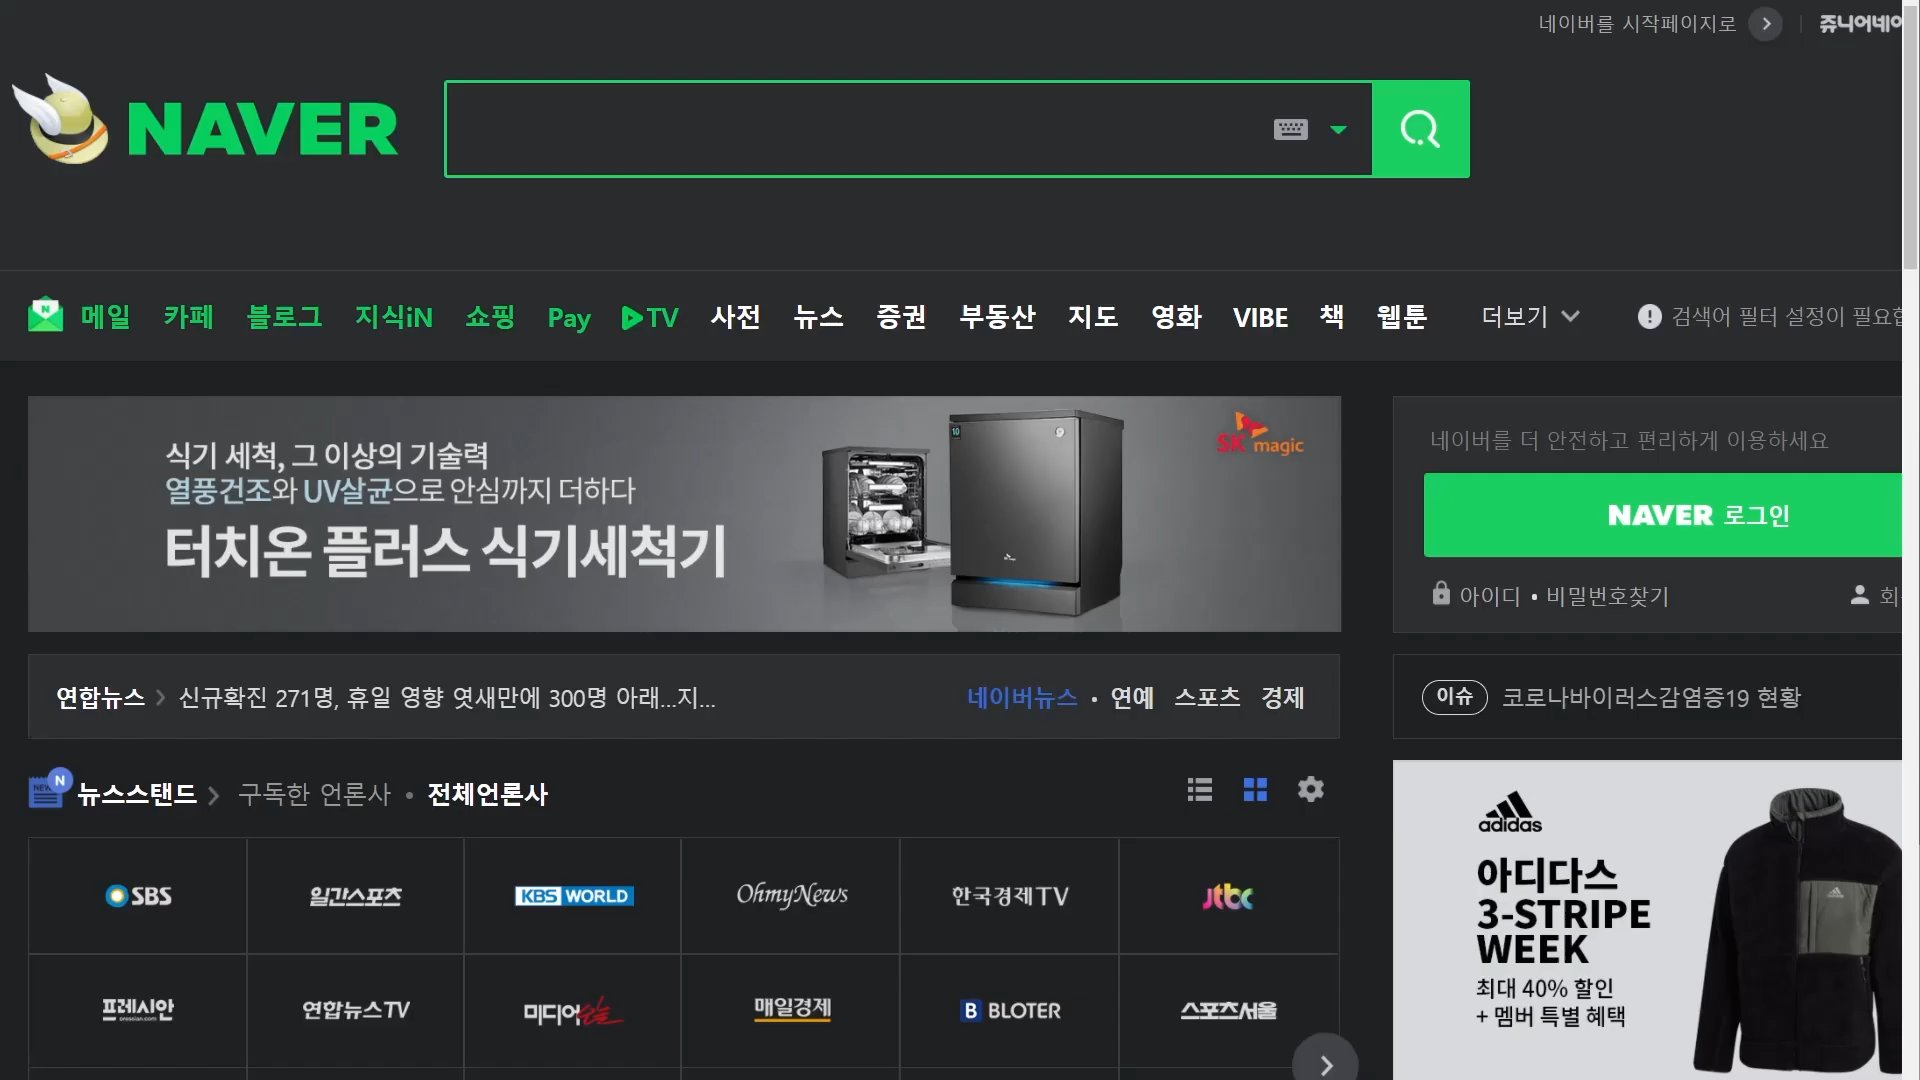 네이버를 시작페이지로
쥬니어네이
NAVER
메일 카페 블로그 지식iN 쇼핑 Pay TV 사전 뉴스 증권 부동산 지도 영화 VIBE 책 웹툰 더보기
검색어 필터 설정이 필요합
식기 세척, 그 이상의 기술력
열풍건조와 UV살균으로 안심까지 더하다
터치온 플러스 식기세척기
SK magic
네이버를 더 안전하고 편리하게 이용하세요
NAVER 로그인
아이디 • 비밀번호찾기
회
연합뉴스 > 신규확진 271명, 휴일 영향 엿새만에 300명 아래...지...
네이버뉴스 · 연예 스포츠 경제
이슈 코로나바이러스감염증19 현황
N
뉴스스탠드 > 구독한 언론사 • 전체언론사
SBS
일간스포츠
KBS WORLD
OhmyNews
한국경제TV
jtbc
프레시안
pressian.com
연합뉴스TV
미디어오늘
매일경제
B BLOTER
스포츠서울
adidas
아디다스
3-STRIPE
WEEK
최대 40% 할인
+ 멤버 특별 혜택